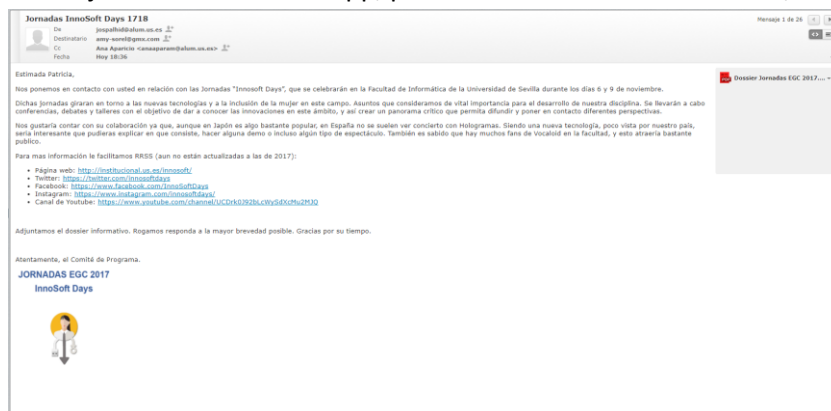 Jornadas InnoSoft Days 1718
Mensaje 1 de 26
De jospalhid@alum.us.es
Destinatario amy-sorel@gmx.com
Cc Ana Aparicio <anaaparam@alum.us.es>
Fecha Hoy 18:36
Estimada Patricia,
Dossier Jornadas EGC 2017....
Nos ponemos en contacto con usted en relación con las Jornadas "Innosoft Days", que se celebrarán en la Facultad de Informática de la Universidad de Sevilla durante los días 6 y 9 de noviembre.
Dichas jornadas giraran en torno a las nuevas tecnologías y a la inclusión de la mujer en este campo. Asuntos que consideramos de vital importancia para el desarrollo de nuestra disciplina. Se llevarán a cabo
conferencias, debates y talleres con el objetivo de dar a conocer las innovaciones en este ámbito, y así crear un panorama crítico que permita difundir y poner en contacto diferentes perspectivas.
Nos gustaría contar con su colaboración ya que, aunque en Japón es algo bastante popular, en España no se suelen ver concierto con Hologramas. Siendo una nueva tecnología, poco vista por nuestro país,
sería interesante que pudieras explicar en que consiste, hacer alguna demo o incluso algún tipo de espectáculo. También es sabido que hay muchos fans de Vocaloid en la facultad, y esto atraería bastante
publico.
Para mas información le facilitamos RRSS (aun no están actualizadas a las de 2017):
• Página web: http://institucional.us.es/innosoft/
• Twitter: https://twitter.com/innosoftdays
• Facebook: https://www.facebook.com/InnoSoftDays
• Instagram: https://www.instagram.com/innosoftdays/
• Canal de Youtube:
Adjuntamos el dossier informativo. Rogamos responda a la mayor brevedad posible. Gracias por su tiempo.
Atentamente, el Comité de Programa.
JORNADAS EGC 2017
InnoSoft Days